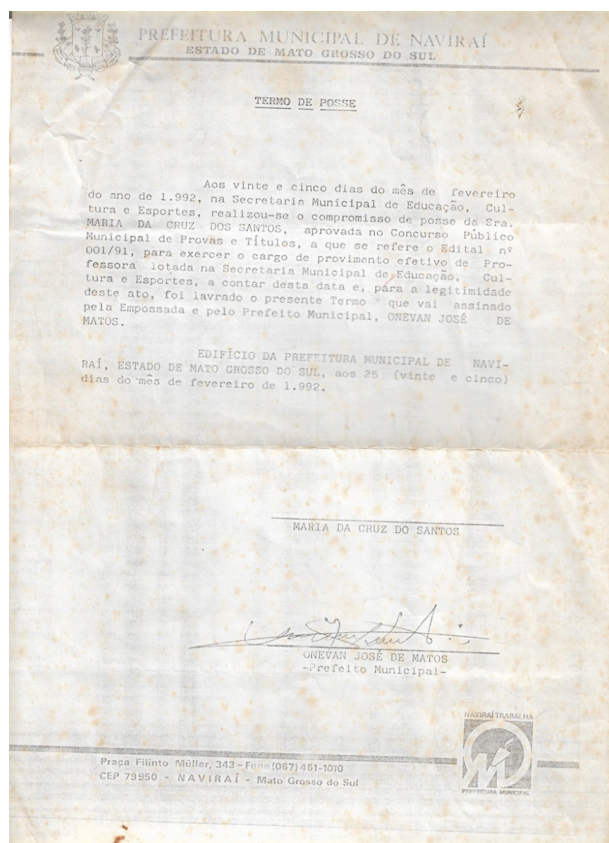 PREFEITURA MUNICIPAL DE NAVIRAÍ
ESTADO DE MATO GROSSO DO SUL
TERMO DE POSSE
Aos vinte e cinco dias do mês de fevereiro
do ano de 1.992, na Secretaria Municipal de Educação, Cul-
tura e Esportes, realizou-se o compromisso de posse da Sra.
MARIA DA CRUZ DOS SANTOS, aprovada no Concurso Público
Municipal de Provas e Títulos, a que se refere o Edital nº
001/91, para exercer o cargo de provimento efetivo de Pro-
fessora lotada na Secretaria Municipal de Educação, Cul-
tura e Esportes, a contar desta data e, para a legitimidade
deste ato, foi lavrado o presente Termo que vai assinado
pela Empossada e pelo Prefeito Municipal, ONEVAN JOSÉ DE
MATOS.
EDIFÍCIO DA PREFEITURA MUNICIPAL DE NAVI-
RAÍ, ESTADO DE MATO GROSSO DO SUL, aos 25 (vinte e cinco)
dias do mês de fevereiro de 1.992.
MARIA DA CRUZ DO SANTOS
ONEVAN JOSÉ DE MATOS
-Prefeito Municipal-
NAVIRAÍ TRABALHA
PREFEITURA MUNICIPAL
Praça Filinto Müller, 343 - Fone (067) 461-1010
CEP 79950 - NAVIRAÍ - Mato Grosso do Sul